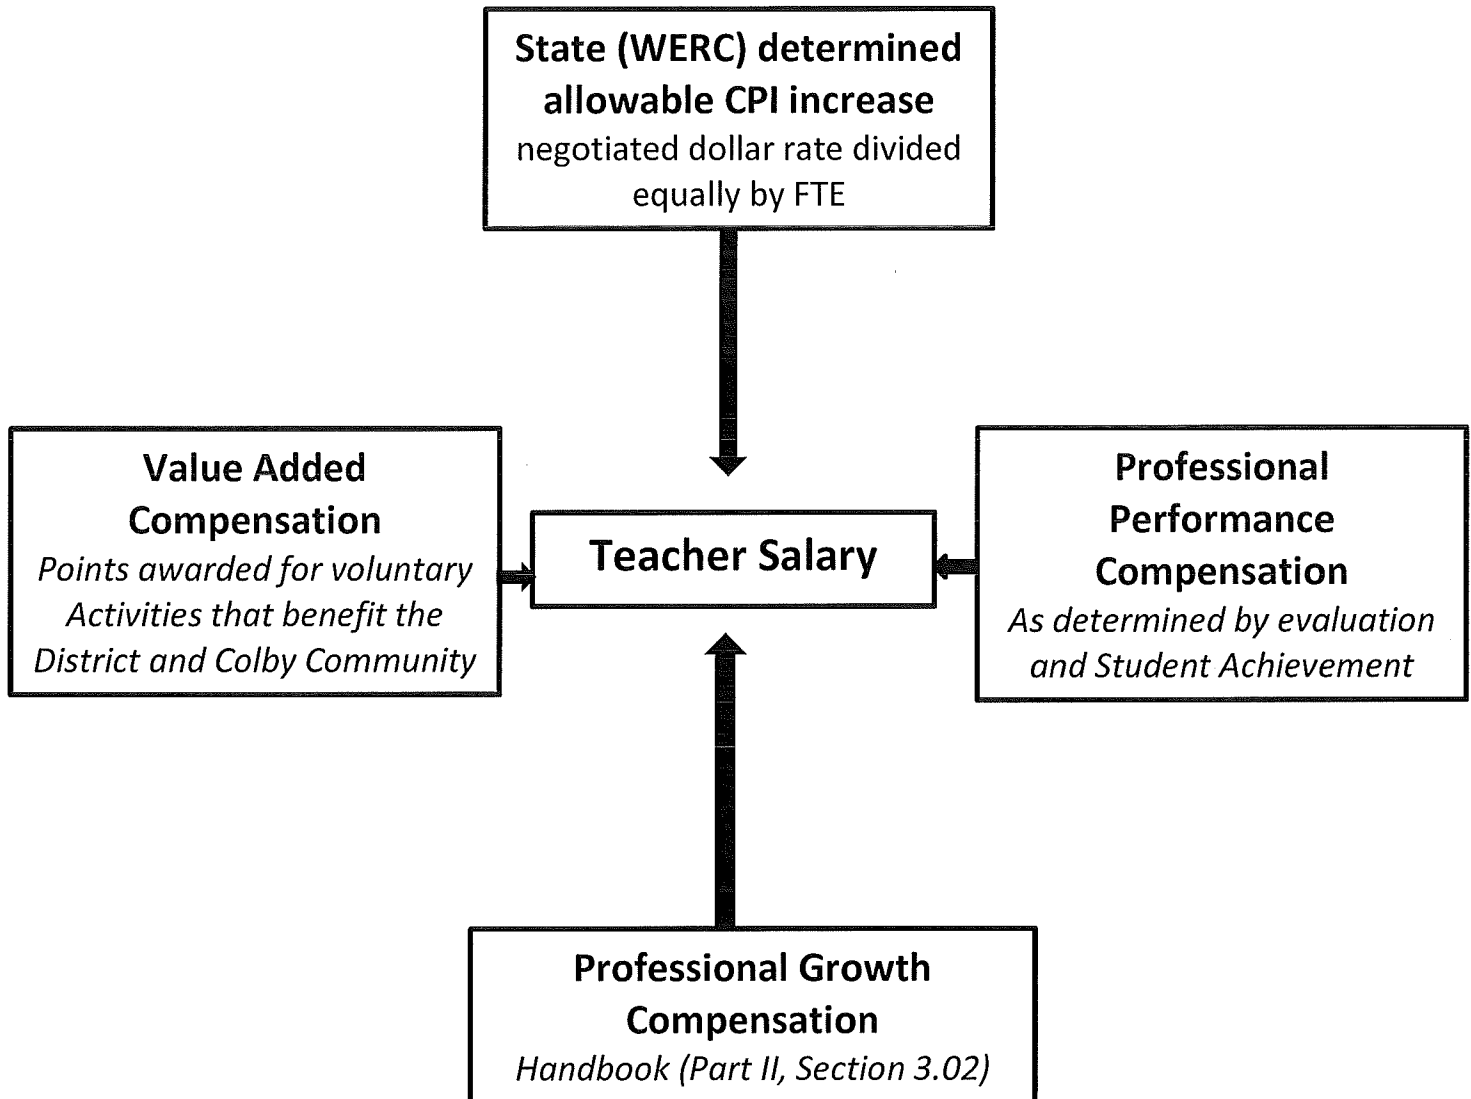 State (WERC) determined
allowable CPI increase
negotiated dollar rate divided
equally by FTE
Value Added
Compensation
Points awarded for voluntary
Activities that benefit the
District and Colby Community
Teacher Salary
Professional
Performance
Compensation
As determined by evaluation
and Student Achievement
Professional Growth
Compensation
Handbook (Part II, Section 3.02)